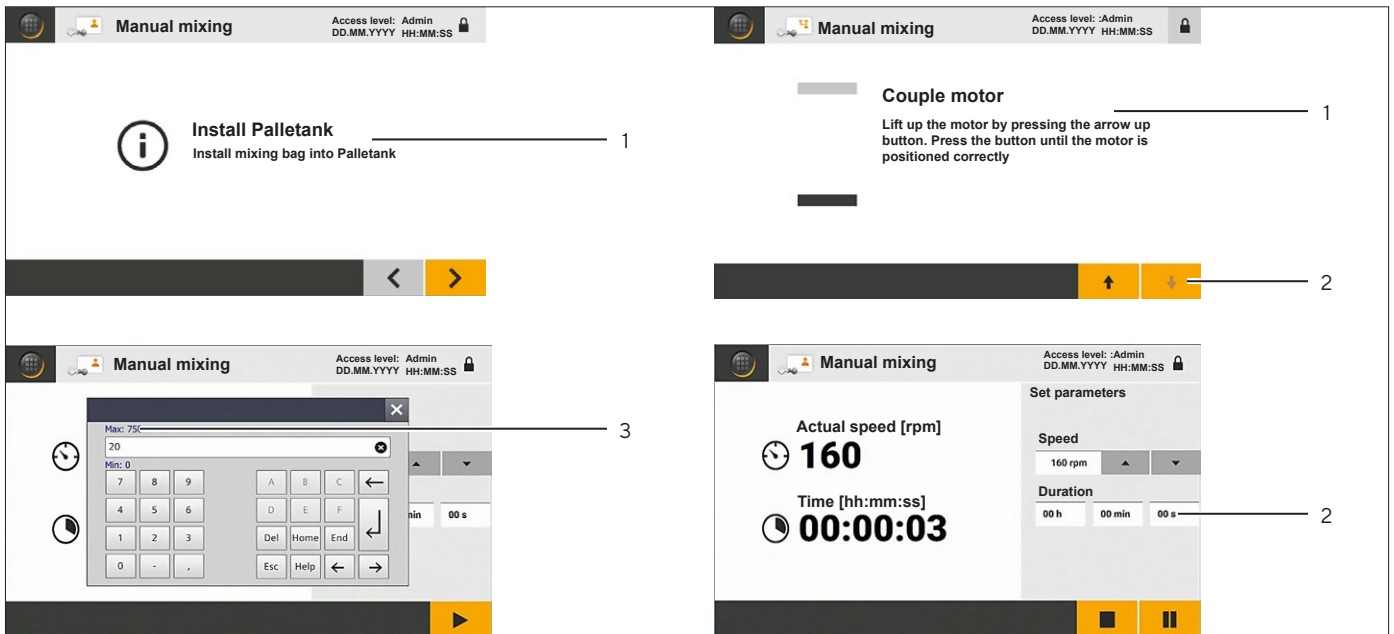 Manual mixing
Access level: Admin
DD.MM.YYYY HH:MM:SS
Install Palletank
Install mixing bag into Palletank
1
Manual mixing
Access level: :Admin
DD.MM.YYYY HH:MM:SS
Couple motor
Lift up the motor by pressing the arrow up
button. Press the button until the motor is
positioned correctly
1
2
Manual mixing
Access level: Admin
DD.MM.YYYY HH:MM:SS
Max: 750
20
Min: 0
7 8 9 A B C
4 5 6 D E F
1 2 3 Del Home End
0 - . Esc Help
min 00 s
3
Manual mixing
Access level: :Admin
DD.MM.YYYY HH:MM:SS
Set parameters
Actual speed [rpm]
160
Speed
160 rpm
Time [hh:mm:ss]
00:00:03
Duration
00 h 00 min 00 s
2